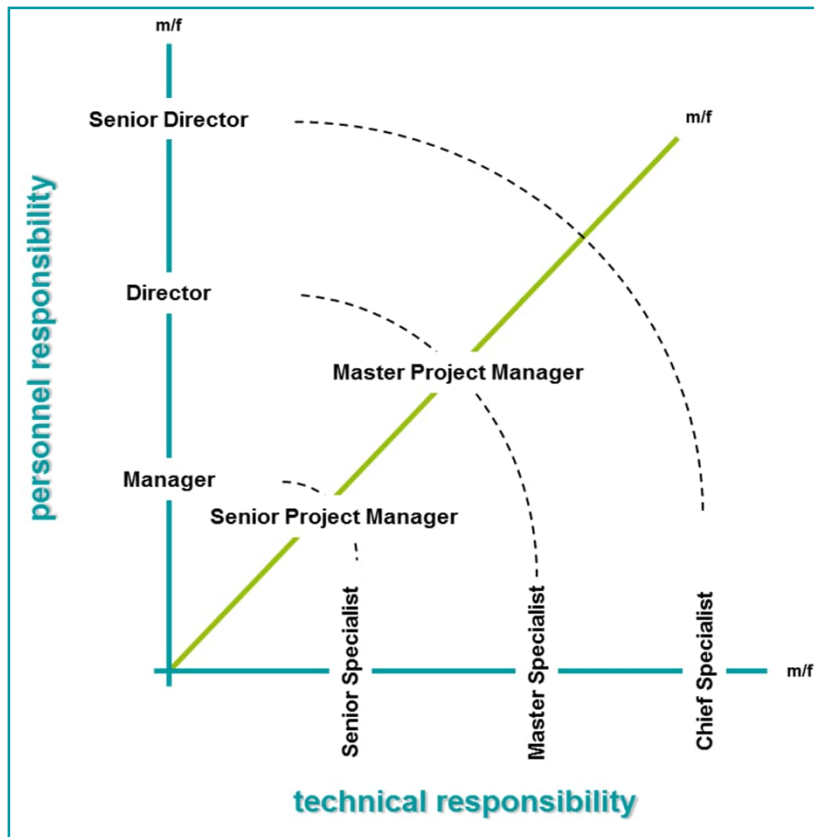 m/f
Senior Director
m/f
personnel responsibility
Director
Master Project Manager
Manager
Senior Project Manager
Senior Specialist
Master Specialist
Chief Specialist
m/f
technical responsibility